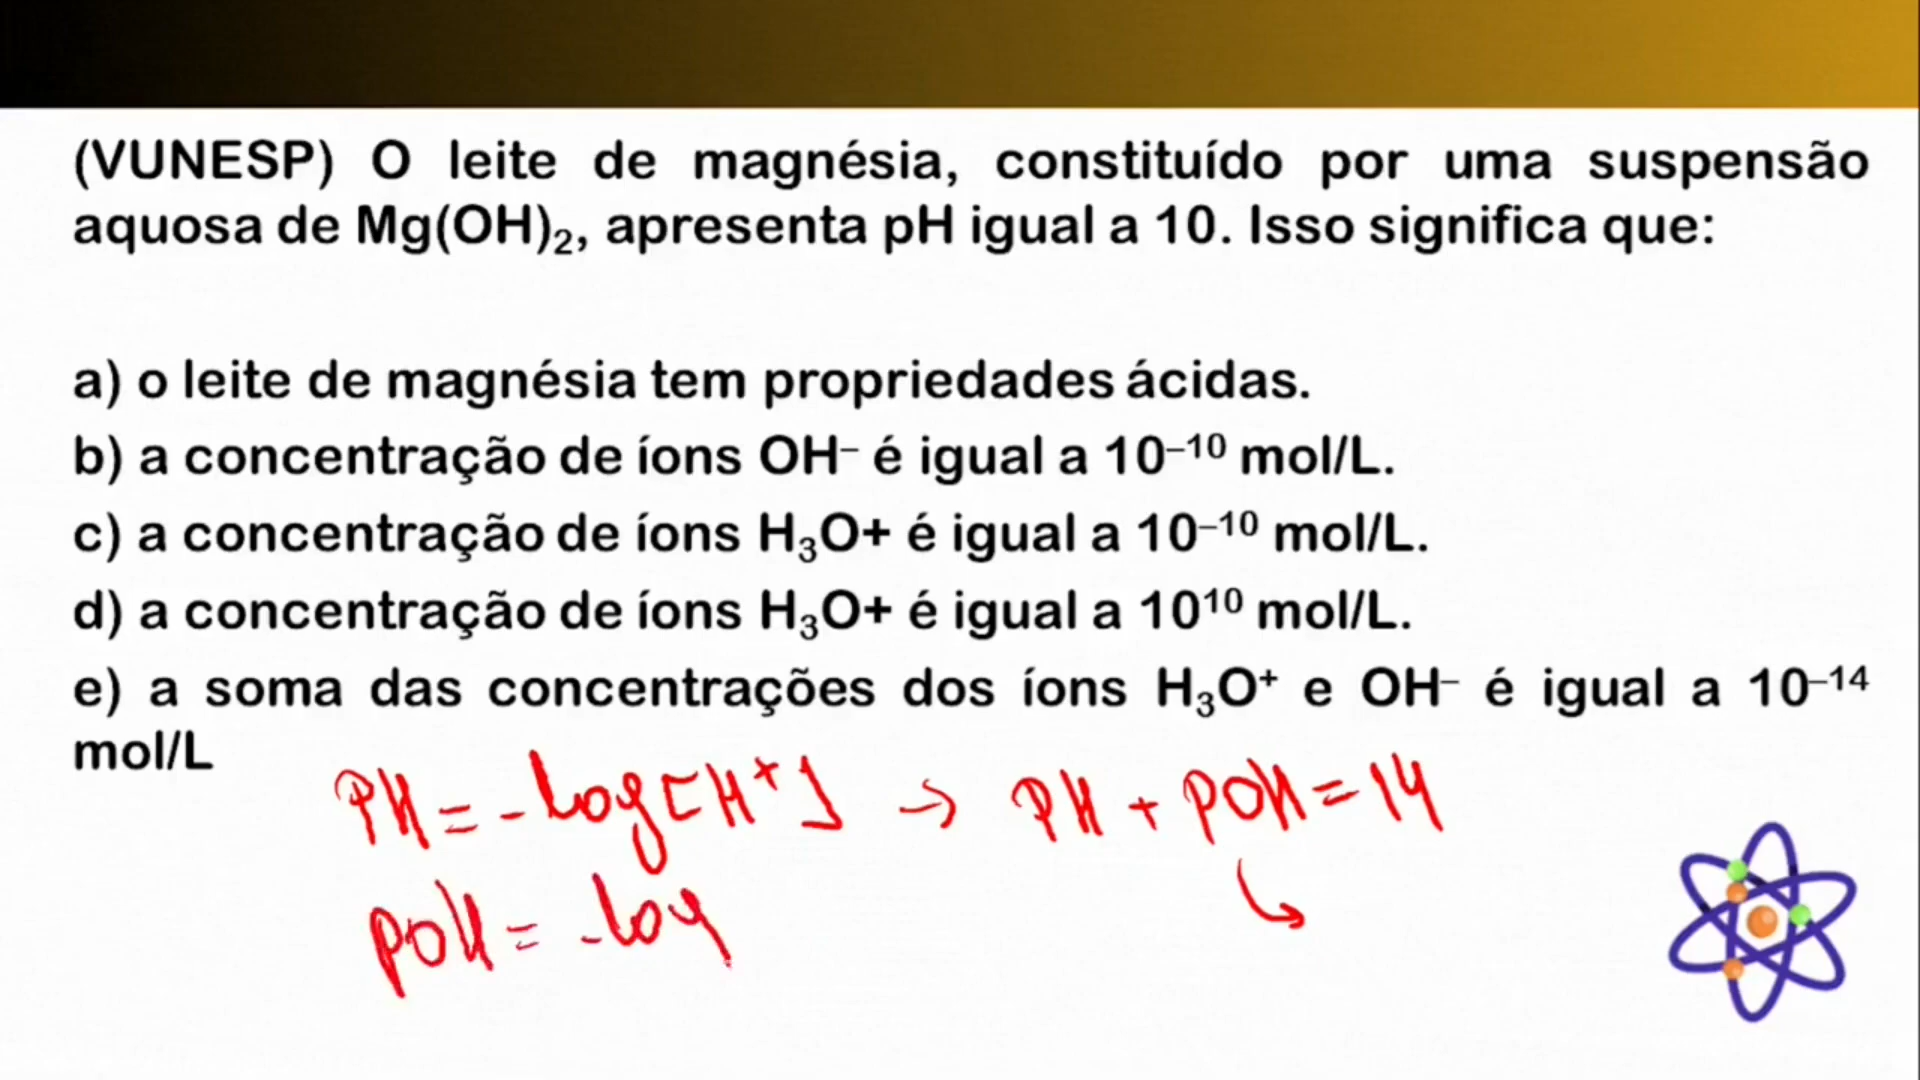 (VUNESP) O leite de magnésia, constituído por uma suspensão
aquosa de Mg(OH)₂, apresenta pH igual a 10. Isso significa que:
a) o leite de magnésia tem propriedades ácidas.
b) a concentração de íons OH⁻ é igual a 10⁻¹⁰ mol/L.
c) a concentração de íons H₃O+ é igual a 10⁻¹⁰ mol/L.
d) a concentração de íons H₃O+ é igual a 10¹⁰ mol/L.
e) a soma das concentrações dos íons H₃O⁺ e OH⁻ é igual a 10⁻¹⁴
mol/L
PH = -log[H⁺] → PH + POH = 14
POH = -log